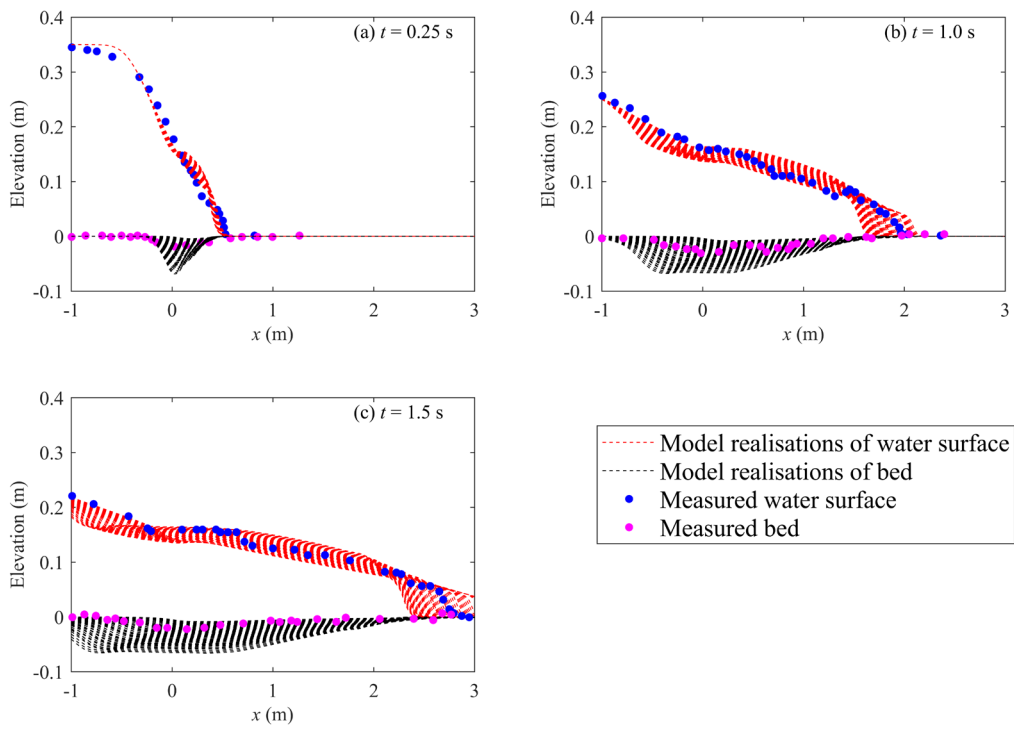 (a) t = 0.25 s
0.4
0.3
0.2
0.1
0
-0.1
Elevation (m)
-1 0 1 2 3
x (m)
(b) t = 1.0 s
0.4
0.3
0.2
0.1
0
-0.1
Elevation (m)
-1 0 1 2 3
x (m)
(c) t = 1.5 s
0.4
0.3
0.2
0.1
0
-0.1
Elevation (m)
-1 0 1 2 3
x (m)
Model realisations of water surface
Model realisations of bed
Measured water surface
Measured bed